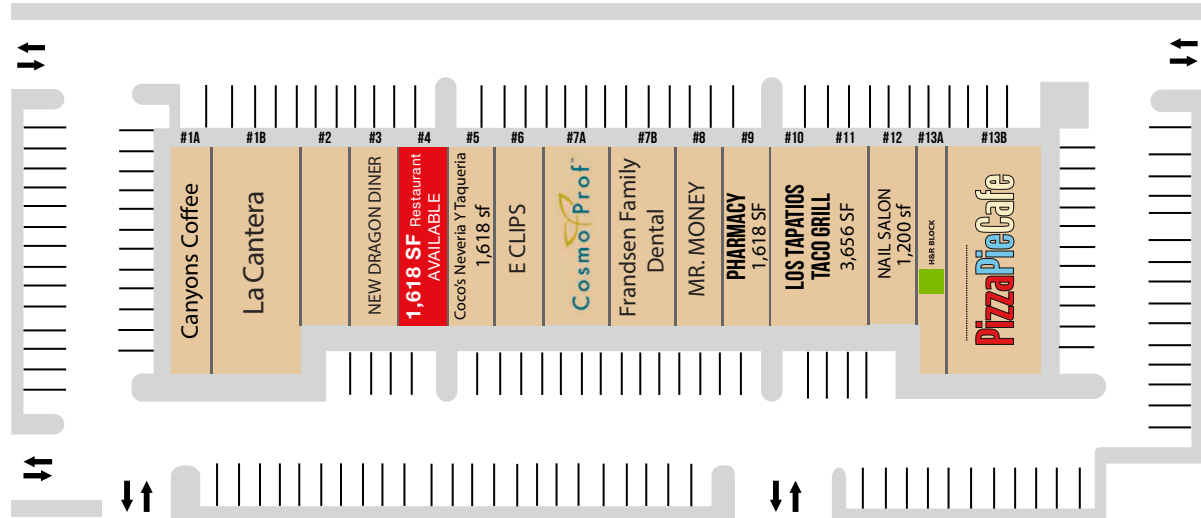 #1A
#1B
#2
#3
#4
#5
#6
#7A
#7B
#8
#9
#10
#11
#12
#13A
#13B
Canyons Coffee
La Cantera
NEW DRAGON DINER
1,618 SF Restaurant
AVAILABLE
Coco's Neveria Y Taqueria
1,618 sf
E CLIPS
CosmoProf™
Frandsen Family
Dental
MR. MONEY
PHARMACY
1,618 SF
LOS TAPATIOS
TACO GRILL
3,656 SF
NAIL SALON
1,200 sf
H&R BLOCK
PizzaPieCafe